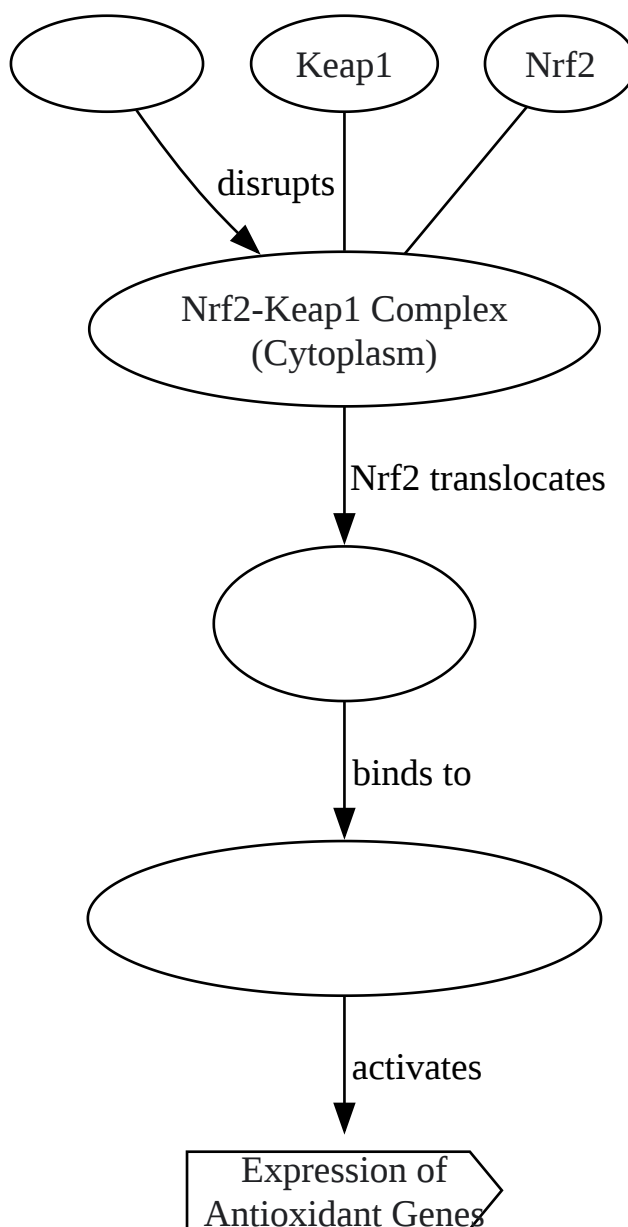 Keap1
Nrf2
disrupts
Nrf2-Keap1 Complex
(Cytoplasm)
Nrf2 translocates
binds to
activates
Expression of
Antioxidant Genes